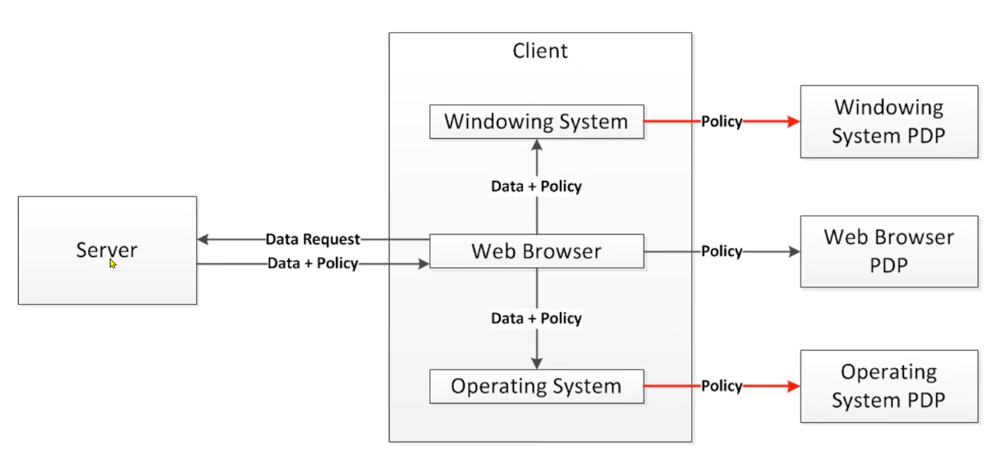 Client
Windowing System
Policy
Windowing
System PDP
Data + Policy
Server
Data Request
Data + Policy
Web Browser
Policy
Web Browser
PDP
Data + Policy
Operating System
Policy
Operating
System PDP